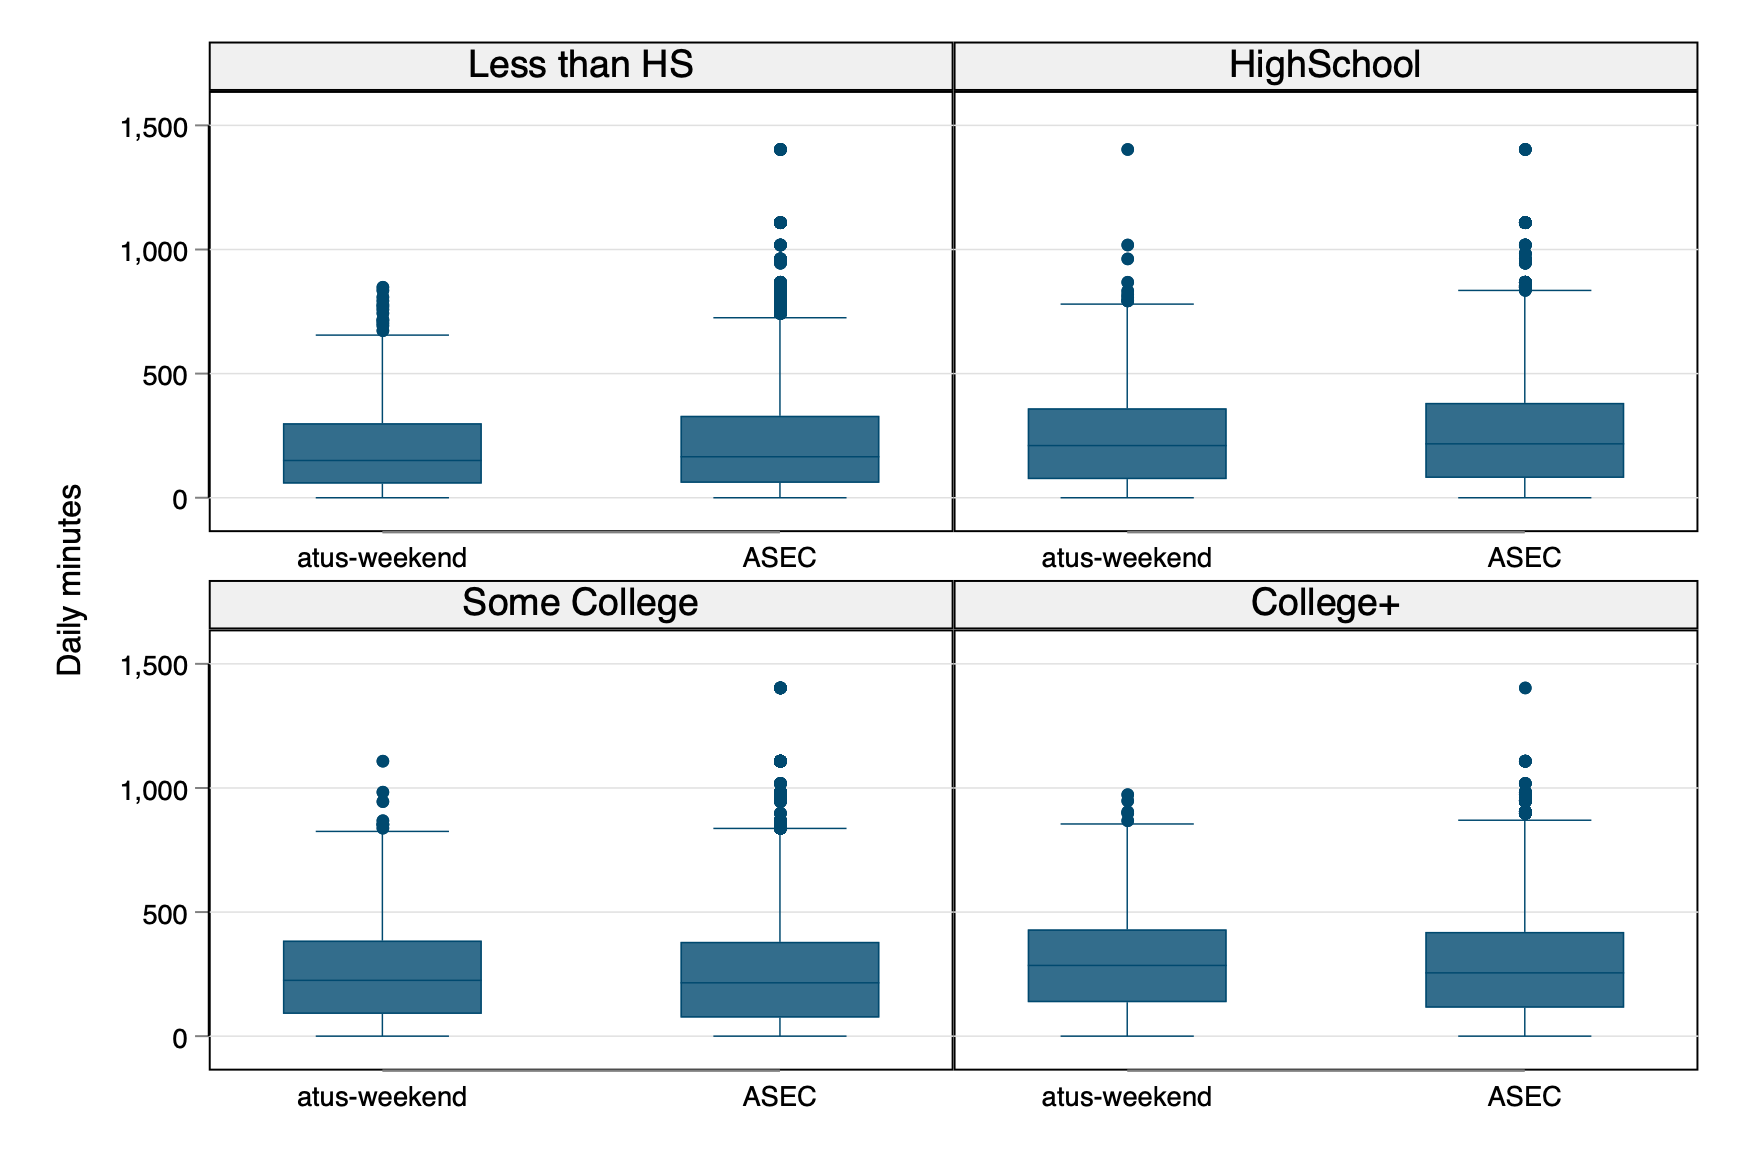 Less than HS
HighSchool
1,500
1,000
500
0
atus-weekend
ASEC
atus-weekend
ASEC
Daily minutes
Some College
College+
1,500
1,000
500
0
atus-weekend
ASEC
atus-weekend
ASEC